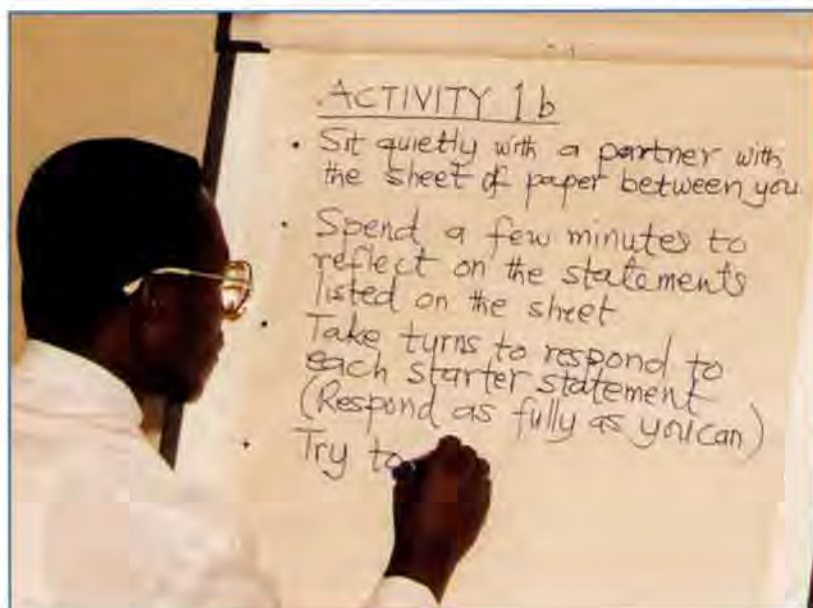 ACTIVITY 1b
• Sit quietly with a partner with
the sheet of paper between you
• Spend a few minutes to
reflect on the statements
listed on the sheet
• Take turns to respond to
each starter statement
(Respond as fully as you can)
• Try to